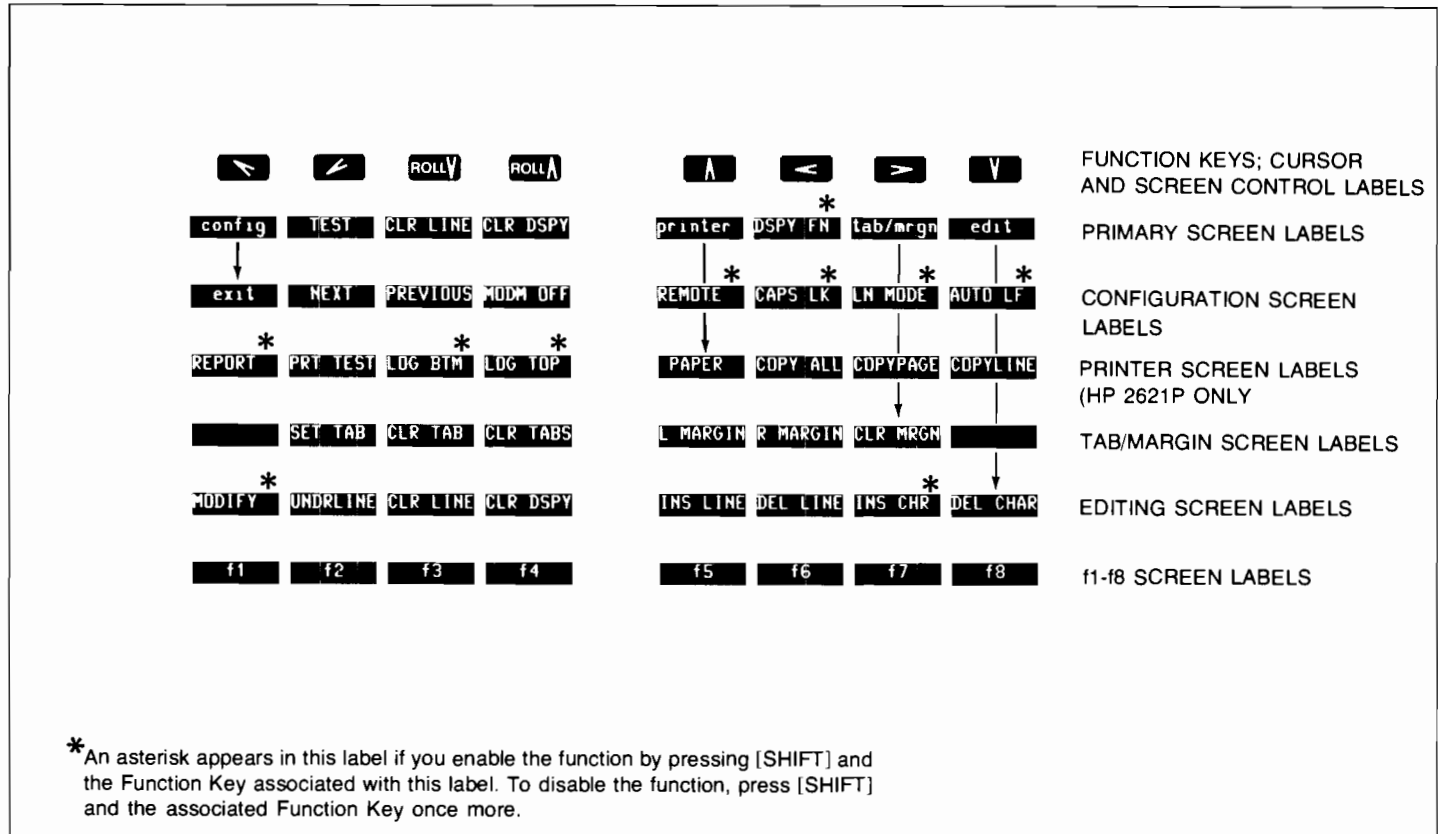 ROLL ROLL FUNCTION KEYS; CURSOR
AND SCREEN CONTROL LABELS
config TEST CLR LINE CLR DSPY printer DSPY FN * tab/mrgn edit PRIMARY SCREEN LABELS
exit NEXT PREVIOUS MODM OFF REMOTE * CAPS LK * LN MODE * AUTO LF * CONFIGURATION SCREEN
LABELS
REPORT * PRT TEST LOG BTM * LOG TOP * PAPER COPY ALL COPYPAGE COPYLINE PRINTER SCREEN LABELS
(HP 2621P ONLY
SET TAB CLR TAB CLR TABS L MARGIN R MARGIN CLR MRGN TAB/MARGIN SCREEN LABELS
MODIFY * UNDRLINE CLR LINE CLR DSPY INS LINE DEL LINE INS CHR * DEL CHAR EDITING SCREEN LABELS
f1 f2 f3 f4 f5 f6 f7 f8 f1-f8 SCREEN LABELS
*An asterisk appears in this label if you enable the function by pressing [SHIFT] and
the Function Key associated with this label. To disable the function, press [SHIFT]
and the associated Function Key once more.